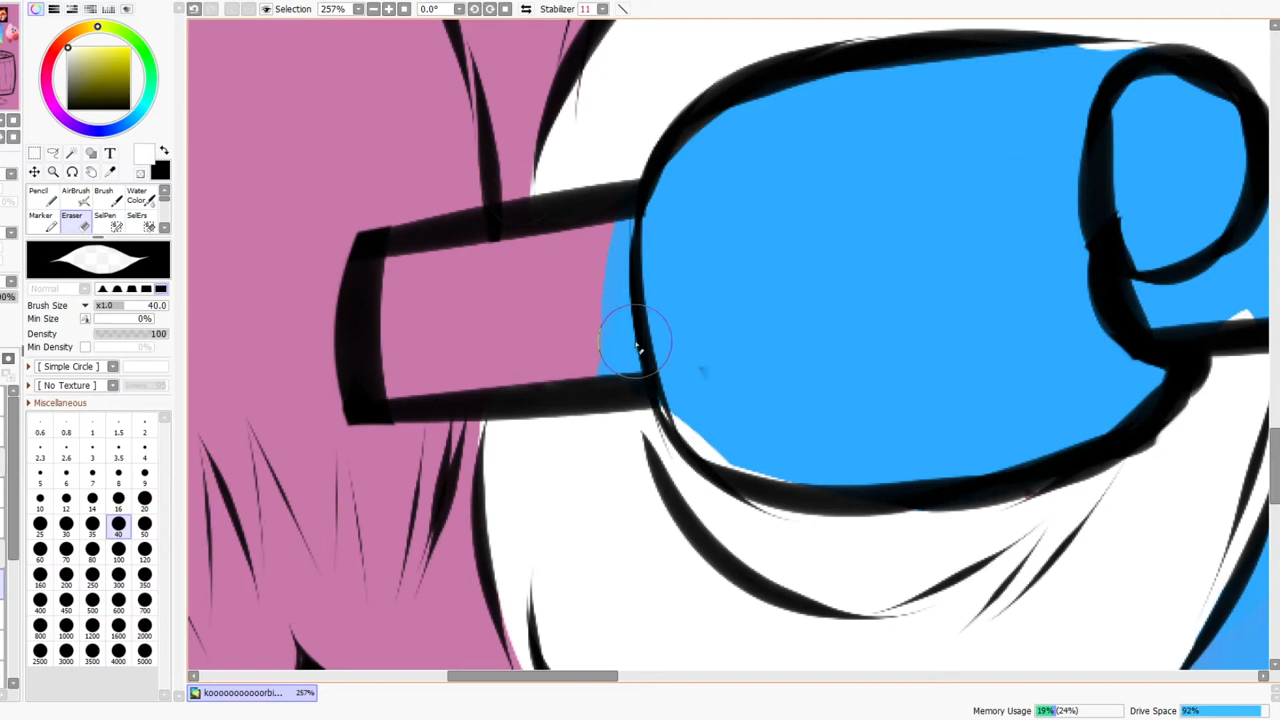 Selection 257% 0.0° Stabilizer 11
T
Pencil AirBrush Brush Water Color
Marker Eraser SelPen SelErs
Normal
Brush Size x1.0 40.0
Min Size 0%
Density 100
Min Density
[ Simple Circle ]
[ No Texture ] 95
Miscellaneous
0.6 0.8 1 1.5 2
2.3 2.6 3 3.5 4
5 6 7 8 9
10 12 14 16 20
25 30 35 40 50
60 70 80 100 120
160 200 250 300 350
400 450 500 600 700
800 1000 1200 1600 2000
2500 3000 3500 4000 5000
kooooooooooorbi... 257%
Memory Usage 19% (24%) Drive Space 92%